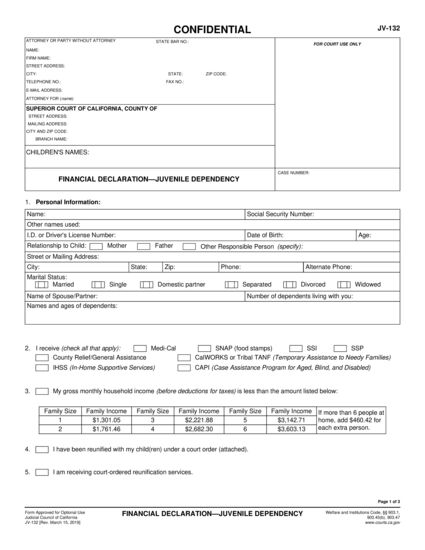 CONFIDENTIAL
JV-132
ATTORNEY OR PARTY WITHOUT ATTORNEY STATE BAR NO.:
FOR COURT USE ONLY
NAME:
FIRM NAME:
STREET ADDRESS:
CITY: STATE: ZIP CODE:
TELEPHONE NO.: FAX NO.:
E-MAIL ADDRESS:
ATTORNEY FOR (name):
SUPERIOR COURT OF CALIFORNIA, COUNTY OF
STREET ADDRESS:
MAILING ADDRESS:
CITY AND ZIP CODE:
BRANCH NAME:
CHILDREN'S NAMES:
FINANCIAL DECLARATION—JUVENILE DEPENDENCY
CASE NUMBER:
1. Personal Information:
Name: Social Security Number:
Other names used:
I.D. or Driver's License Number: Date of Birth: Age:
Relationship to Child: Mother Father Other Responsible Person (specify):
Street or Mailing Address:
City: State: Zip: Phone: Alternate Phone:
Marital Status:
Married Single Domestic partner Separated Divorced Widowed
Name of Spouse/Partner: Number of dependents living with you:
Names and ages of dependents:
2. I receive (check all that apply): Medi-Cal SNAP (food stamps) SSI SSP
County Relief/General Assistance CalWORKS or Tribal TANF (Temporary Assistance to Needy Families)
IHSS (In-Home Supportive Services) CAPI (Case Assistance Program for Aged, Blind, and Disabled)
3. My gross monthly household income (before deductions for taxes) is less than the amount listed below:
Family Size Family Income Family Size Family Income Family Size Family Income If more than 6 people at
1 $1,301.05 3 $2,221.88 5 $3,142.71 home, add $460.42 for
2 $1,761.46 4 $2,682.30 6 $3,603.13 each extra person.
4. I have been reunified with my child(ren) under a court order (attached).
5. I am receiving court-ordered reunification services.
Page 1 of 3
Form Approved for Optional Use
Judicial Council of California
JV-132 [Rev. March 15, 2019]
FINANCIAL DECLARATION—JUVENILE DEPENDENCY
Welfare and Institutions Code, §§ 903.1,
903.45(b), 903.47
www.courts.ca.gov